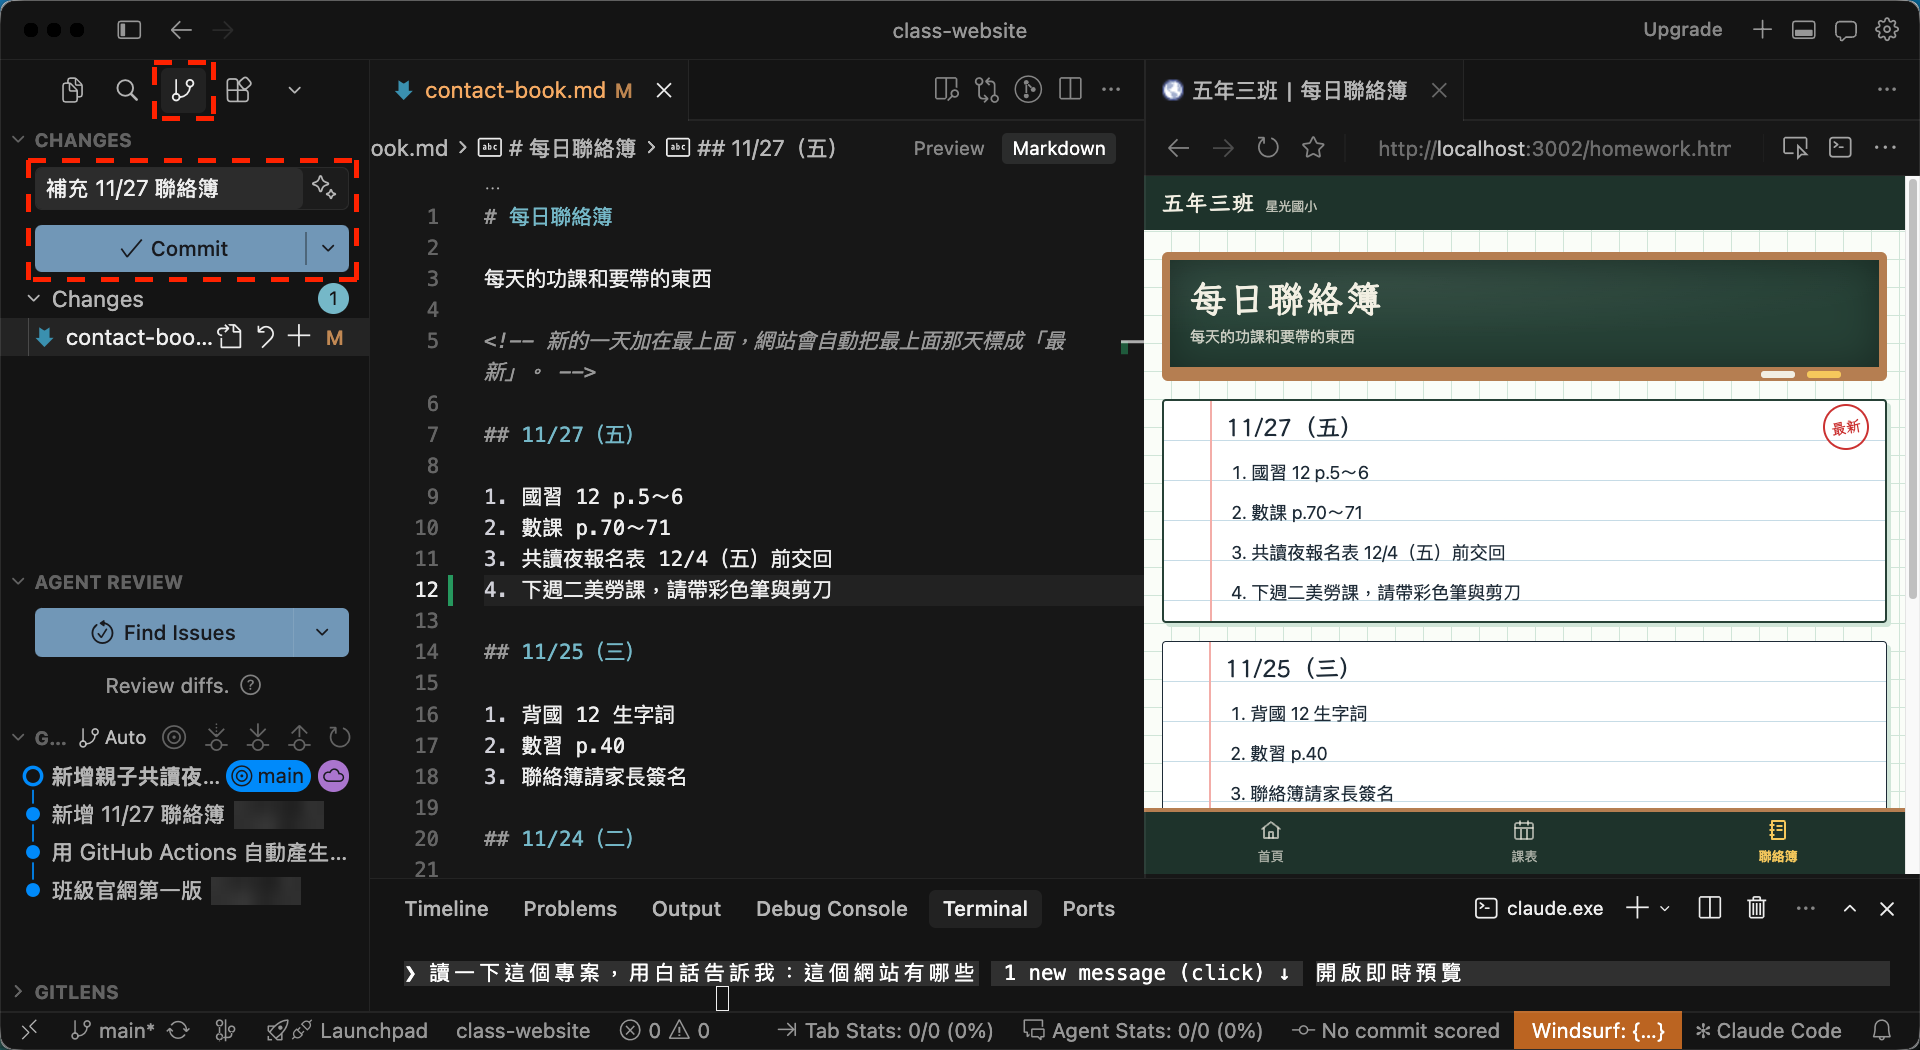 class-website
Upgrade
CHANGES
補充 11/27 聯絡簿
Commit
Changes
1
contact-boo...
M
AGENT REVIEW
Find Issues
Review diffs.
G...
Auto
新增親子共讀夜...
main
新增 11/27 聯絡簿
用 GitHub Actions 自動產生...
班級官網第一版
GITLENS
contact-book.md M
ook.md > # 每日聯絡簿 > ## 11/27（五）
Preview
Markdown
...
1 # 每日聯絡簿
2
3 每天的功課和要帶的東西
4
5 <!-- 新的一天加在最上面，網站會自動把最上面那天標成「最
新」。 -->
6
7 ## 11/27（五）
8
9 1. 國習 12 p.5～6
10 2. 數課 p.70～71
11 3. 共讀夜報名表 12/4（五）前交回
12 4. 下週二美勞課，請帶彩色筆與剪刀
13
14 ## 11/25（三）
15
16 1. 背國 12 生字詞
17 2. 數習 p.40
18 3. 聯絡簿請家長簽名
19
20 ## 11/24（二）
21
五年三班 | 每日聯絡簿
http://localhost:3002/homework.htm
五年三班 星光國小
每日聯絡簿
每天的功課和要帶的東西
11/27（五）
最新
1. 國習 12 p.5～6
2. 數課 p.70～71
3. 共讀夜報名表 12/4（五）前交回
4. 下週二美勞課，請帶彩色筆與剪刀
11/25（三）
1. 背國 12 生字詞
2. 數習 p.40
3. 聯絡簿請家長簽名
首頁
課表
聯絡簿
Timeline
Problems
Output
Debug Console
Terminal
Ports
claude.exe
❯ 讀一下這個專案，用白話告訴我：這個網站有哪些 1 new message (click) ↓ 開啟即時預覽
main*
Launchpad
class-website
0
0
Tab Stats: 0/0 (0%)
Agent Stats: 0/0 (0%)
No commit scored
Windsurf: {...}
Claude Code